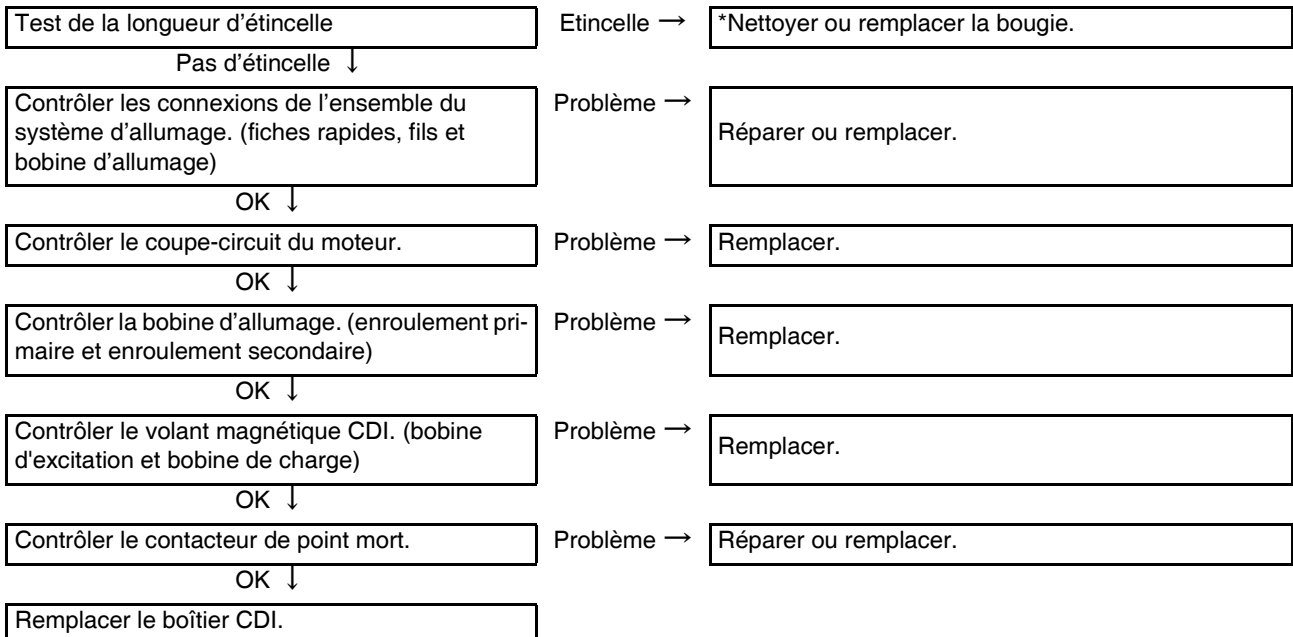 Test de la longueur d’étincelle
Etincelle →
*Nettoyer ou remplacer la bougie.
Pas d’étincelle ↓
Contrôler les connexions de l’ensemble du
système d’allumage. (fiches rapides, fils et
bobine d’allumage)
Problème →
Réparer ou remplacer.
OK ↓
Contrôler le coupe-circuit du moteur.
Problème →
Remplacer.
OK ↓
Contrôler la bobine d’allumage. (enroulement pri-
maire et enroulement secondaire)
Problème →
Remplacer.
OK ↓
Contrôler le volant magnétique CDI. (bobine
d'excitation et bobine de charge)
Problème →
Remplacer.
OK ↓
Contrôler le contacteur de point mort.
Problème →
Réparer ou remplacer.
OK ↓
Remplacer le boîtier CDI.